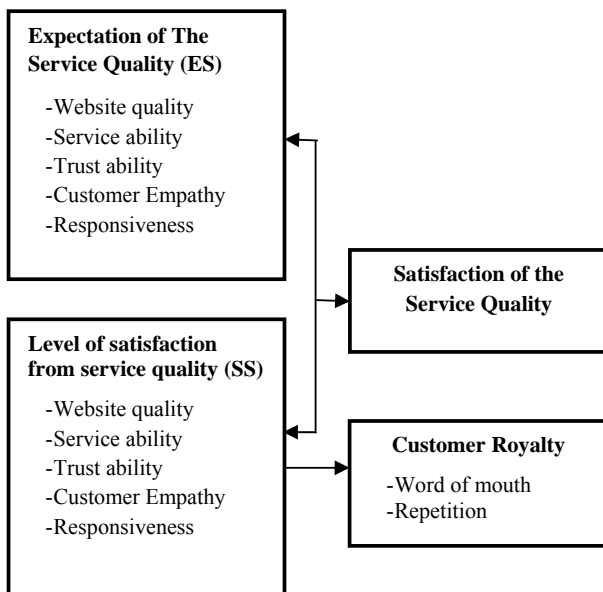 Expectation of The
Service Quality (ES)
-Website quality
-Service ability
-Trust ability
-Customer Empathy
-Responsiveness
Satisfaction of the
Service Quality
Level of satisfaction
from service quality (SS)
-Website quality
-Service ability
-Trust ability
-Customer Empathy
-Responsiveness
Customer Royalty
-Word of mouth
-Repetition